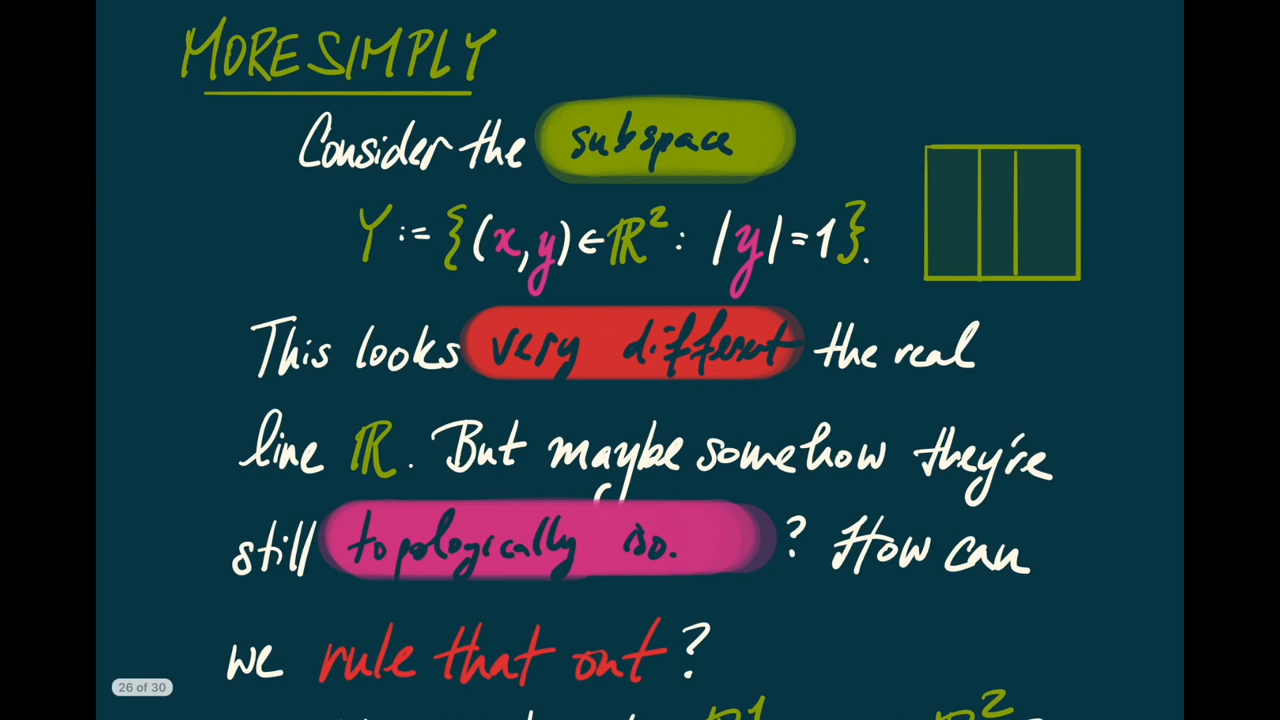 MORE SIMPLY
Consider the subspace
Y := {(x,y) ∈ ℝ² : |y| = 1}.
This looks very different the real
line ℝ. But maybe somehow they're
still topologically iso. ? How can
we rule that out?
26 of 30